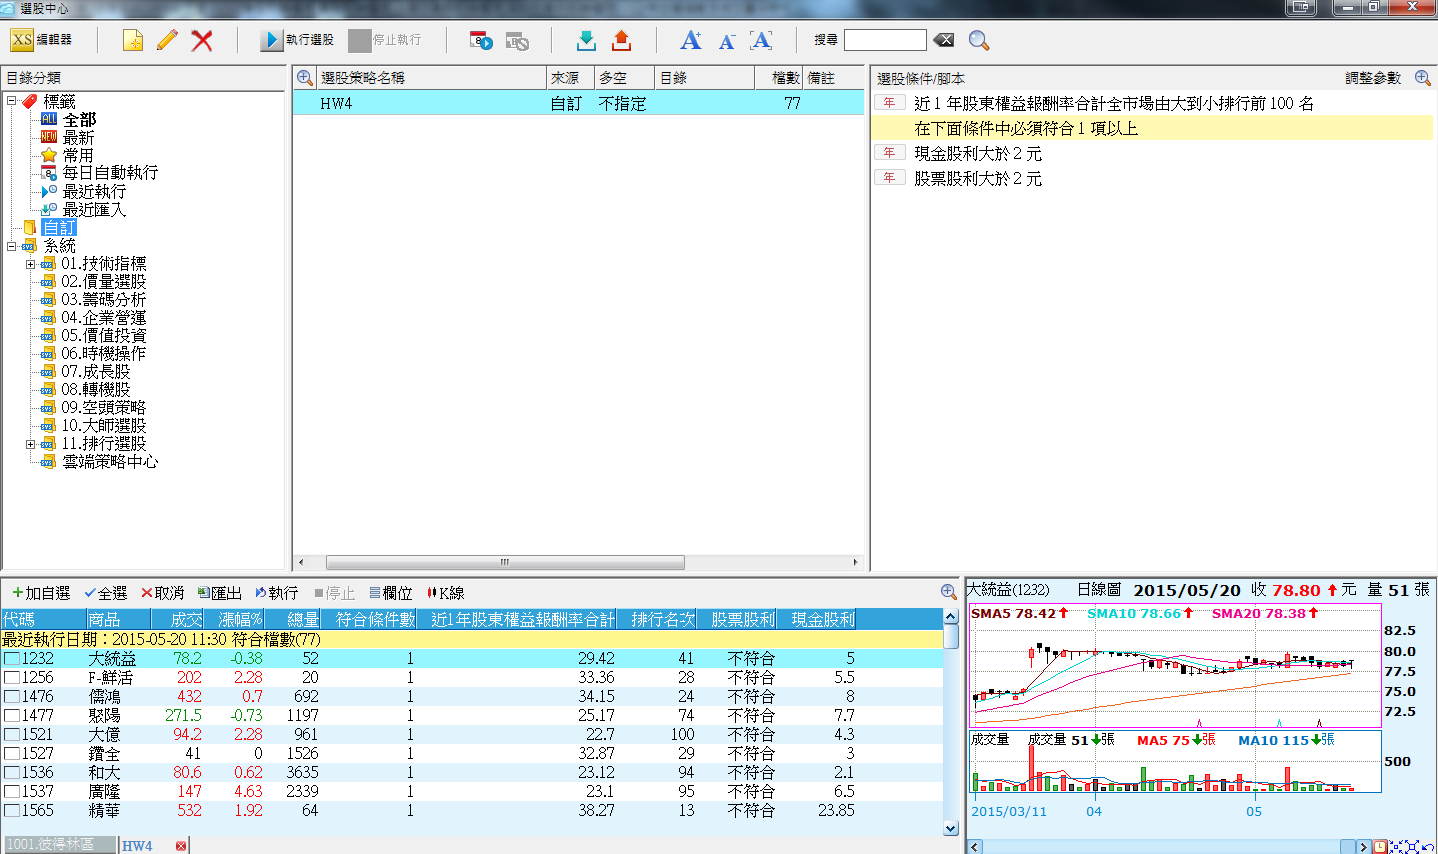 選股中心
XS 編輯器 執行選股 停止執行 A+ A- [A] 搜尋
目錄分類
標籤
ALL 全部
NEW 最新
常用
每日自動執行
最近執行
最近匯入
自訂
系統
01.技術指標
02.價量選股
03.籌碼分析
04.企業營運
05.價值投資
06.時機操作
07.成長股
08.轉機股
09.空頭策略
10.大師選股
11.排行選股
雲端策略中心
選股策略名稱 來源 多空 目錄 檔數 備註
HW4 自訂 不指定 77
選股條件/腳本 調整參數
年 近 1 年股東權益報酬率合計全市場由大到小排行前 100 名
在下面條件中必須符合 1 項以上
年 現金股利大於 2 元
年 股票股利大於 2 元
+加自選 全選 取消 匯出 執行 停止 欄位 K線
代碼 商品 成交 漲幅% 總量 符合條件數 近1年股東權益報酬率合計 排行名次 股票股利 現金股利
最近執行日期：2015-05-20 11:30 符合檔數(77)
1232 大統益 78.2 -0.38 52 1 29.42 41 不符合 5
1256 F-鮮活 202 2.28 20 1 33.36 28 不符合 5.5
1476 儒鴻 432 0.7 692 1 34.15 24 不符合 8
1477 聚陽 271.5 -0.73 1197 1 25.17 74 不符合 7.7
1521 大億 94.2 2.28 961 1 22.7 100 不符合 4.3
1527 鑽全 41 0 1526 1 32.87 29 不符合 3
1536 和大 80.6 0.62 3635 1 23.12 94 不符合 2.1
1537 廣隆 147 4.63 2339 1 23.1 95 不符合 6.5
1565 精華 532 1.92 64 1 38.27 13 不符合 23.85
1001.彼得林區 HW4
大統益(1232) 日線圖 2015/05/20 收 78.80 元 量 51 張
SMA5 78.42 SMA10 78.66 SMA20 78.38
82.5
80.0
77.5
75.0
72.5
成交量 成交量 51 張 MA5 75 張 MA10 115 張
500
2015/03/11 04 05